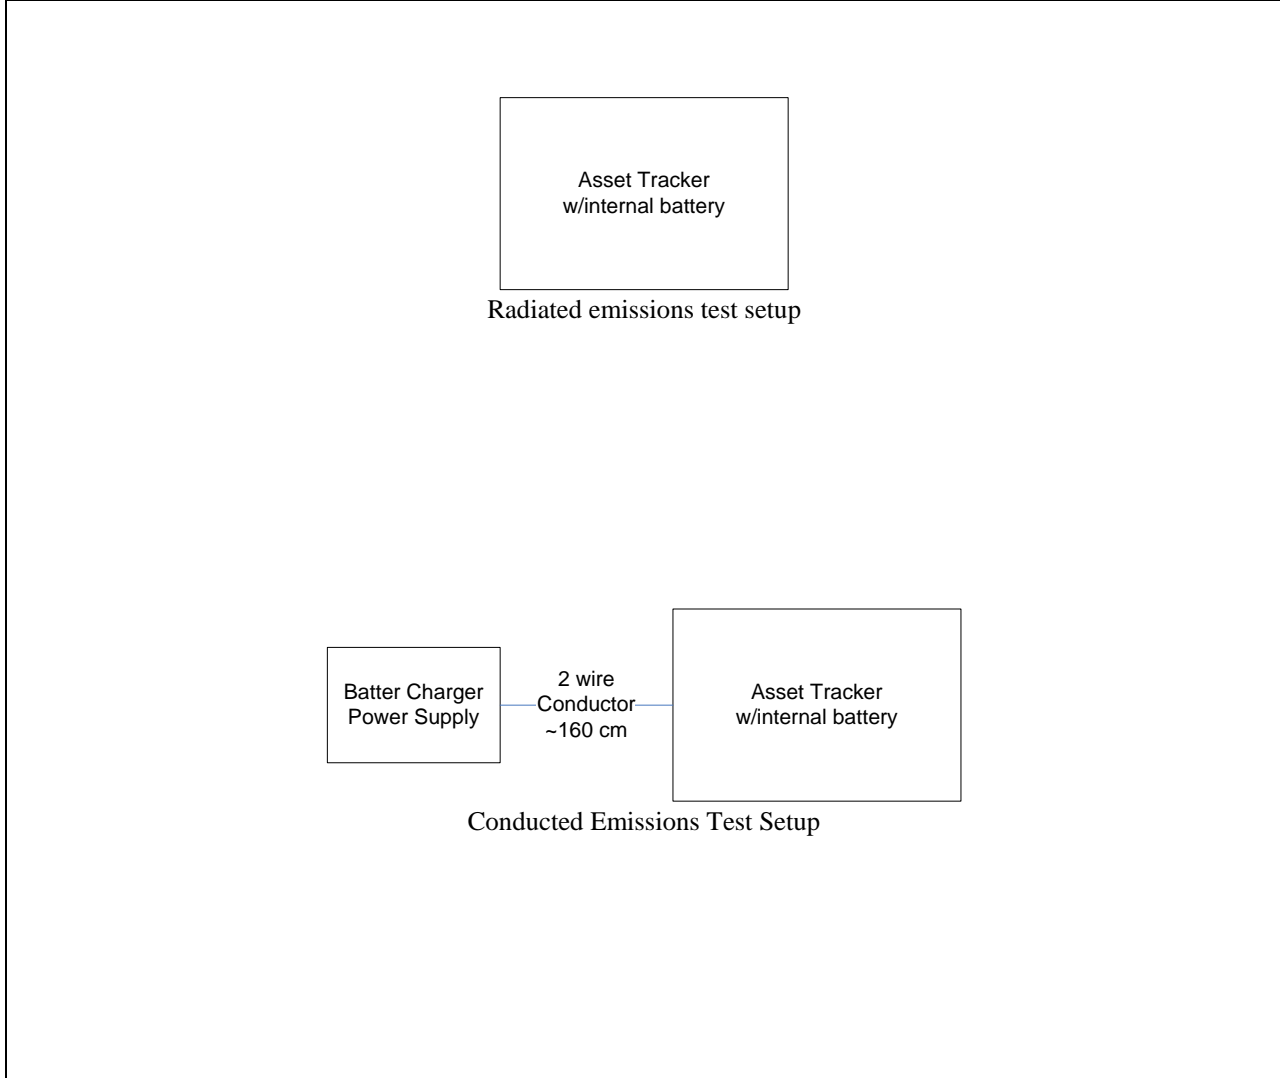 Asset Tracker
w/internal battery
Radiated emissions test setup
Batter Charger
Power Supply
2 wire
Conductor
~160 cm
Asset Tracker
w/internal battery
Conducted Emissions Test Setup